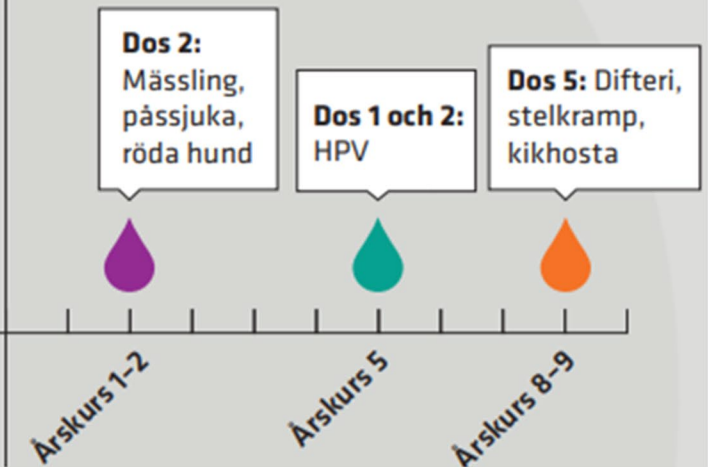 Dos 2:
Mässling,
påssjuka,
röda hund
Dos 1 och 2:
HPV
Dos 5: Difteri,
stelkramp,
kikhosta
Årskurs 1–2
Årskurs 5
Årskurs 8–9